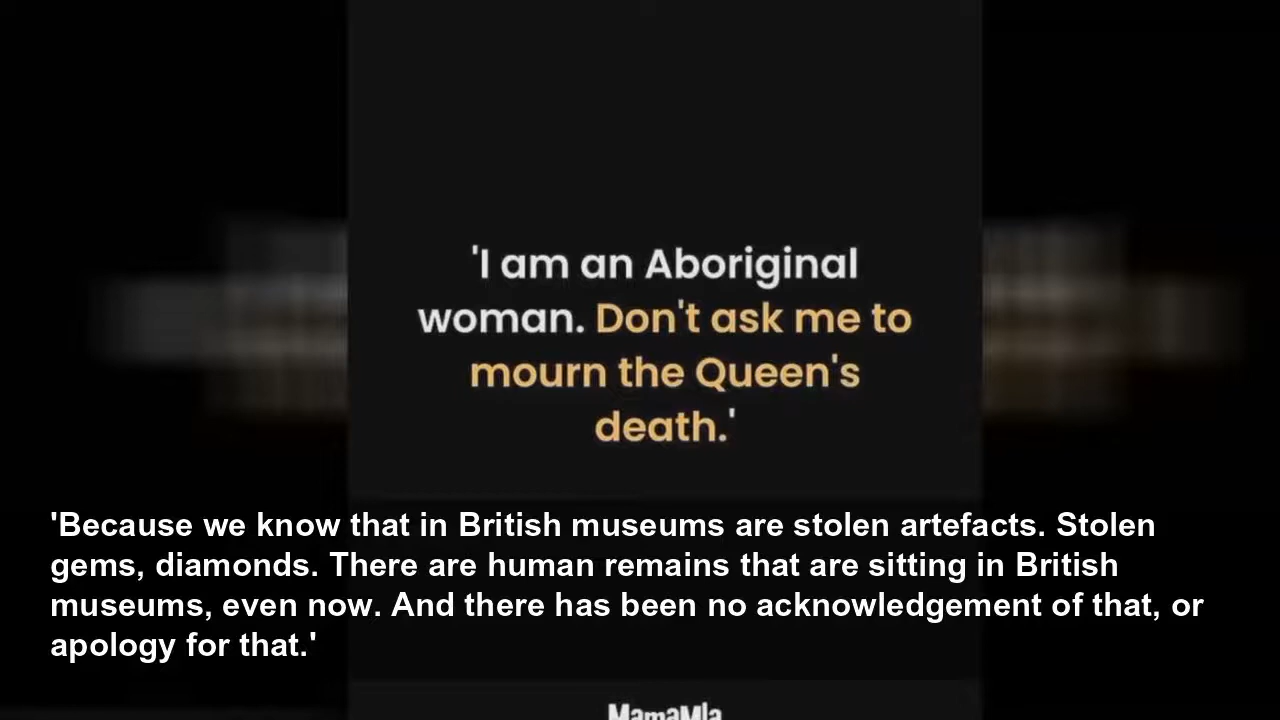 'I am an Aboriginal
woman. Don't ask me to
mourn the Queen's
death.'
'Because we know that in British museums are stolen artefacts. Stolen
gems, diamonds. There are human remains that are sitting in British
museums, even now. And there has been no acknowledgement of that, or
apology for that.'
MamaMia